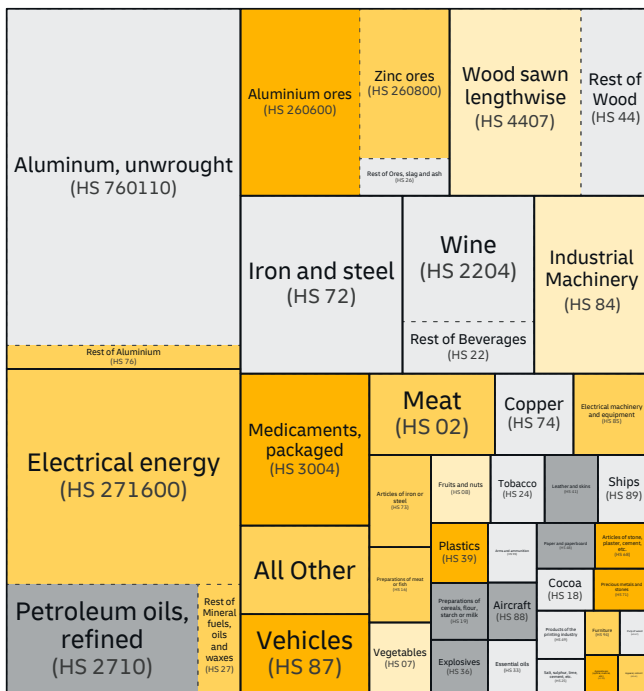 Aluminum, unwrought
(HS 760110)
Rest of Aluminium
(HS 76)
Electrical energy
(HS 271600)
Petroleum oils,
refined
(HS 2710)
Rest of
Mineral
fuels, oils
and
waxes
(HS 27)
Aluminium ores
(HS 260600)
Zinc ores
(HS 260800)
Rest of Ores, slag and ash
(HS 26)
Wood sawn
lengthwise
(HS 4407)
Rest of
Wood
(HS 44)
Iron and steel
(HS 72)
Wine
(HS 2204)
Rest of Beverages
(HS 22)
Industrial
Machinery
(HS 84)
Medicaments,
packaged
(HS 3004)
All Other
Vehicles
(HS 87)
Meat
(HS 02)
Copper
(HS 74)
Electrical machinery
and equipment
(HS 85)
Articles of iron or
steel
(HS 73)
Fruits and nuts
(HS 08)
Tobacco
(HS 24)
Leather and skins
(HS 41)
Ships
(HS 89)
Plastics
(HS 39)
Arms and ammunition
Paper and paperboard
(HS 48)
Articles of stone,
plaster, cement,
etc.
(HS 68)
Preparations of meat
or fish
(HS 16)
Preparations of
cereals, flour,
starch or milk
(HS 19)
Aircraft
(HS 88)
Cocoa
(HS 18)
Precious metals and
stones
(HS 71)
Vegetables
(HS 07)
Explosives
(HS 36)
Essential oils
(HS 33)
Products of the
printing industry
(HS 49)
Furniture
(HS 94)
Salt, sulphur, lime,
cement, etc.
(HS 25)